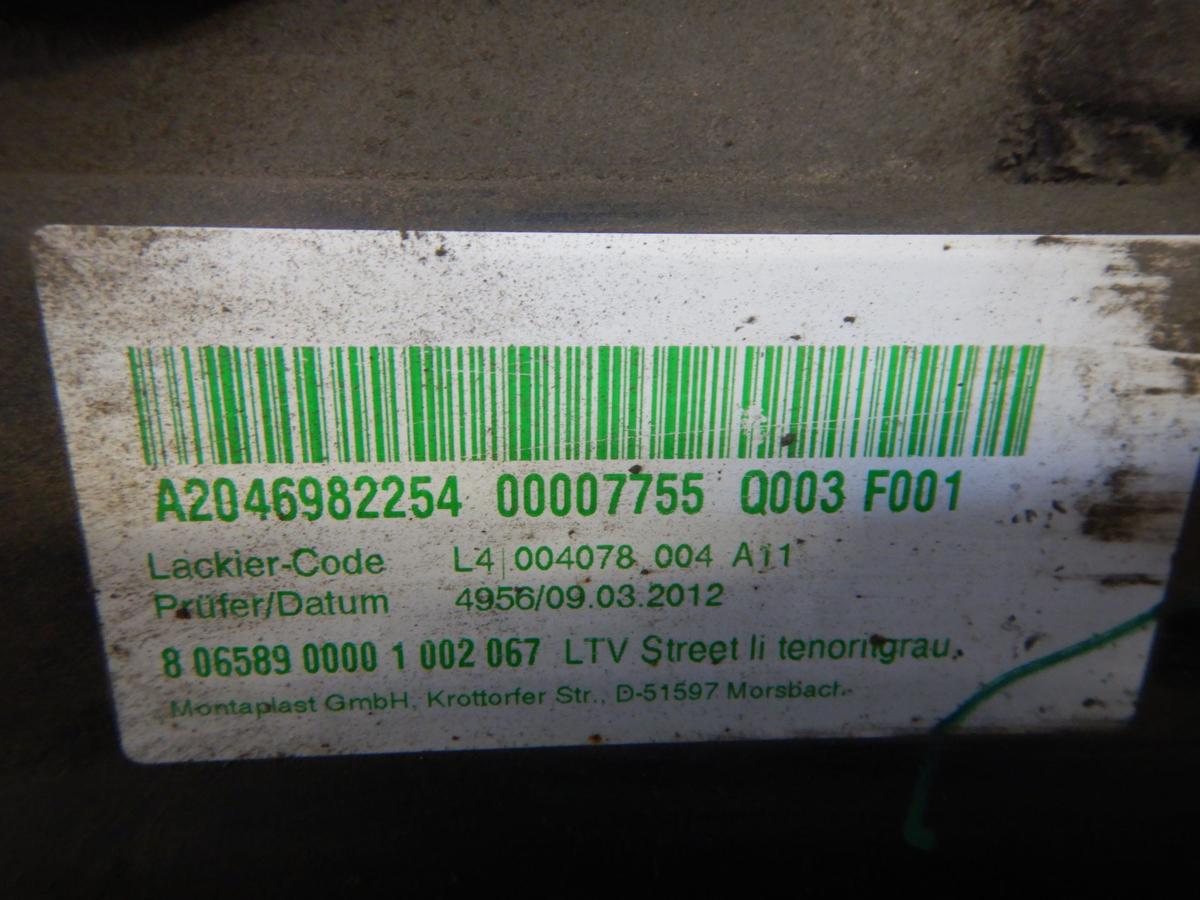 A2046982254 00007755 Q003 F001
Lackier-Code L4 004078 004 A11
Prüfer/Datum 4956/09.03.2012
8 06589 0000 1 002 067 LTV Street li tenoritgrau.
Montaplast GmbH, Krottorfer Str., D-51597 Morsbach